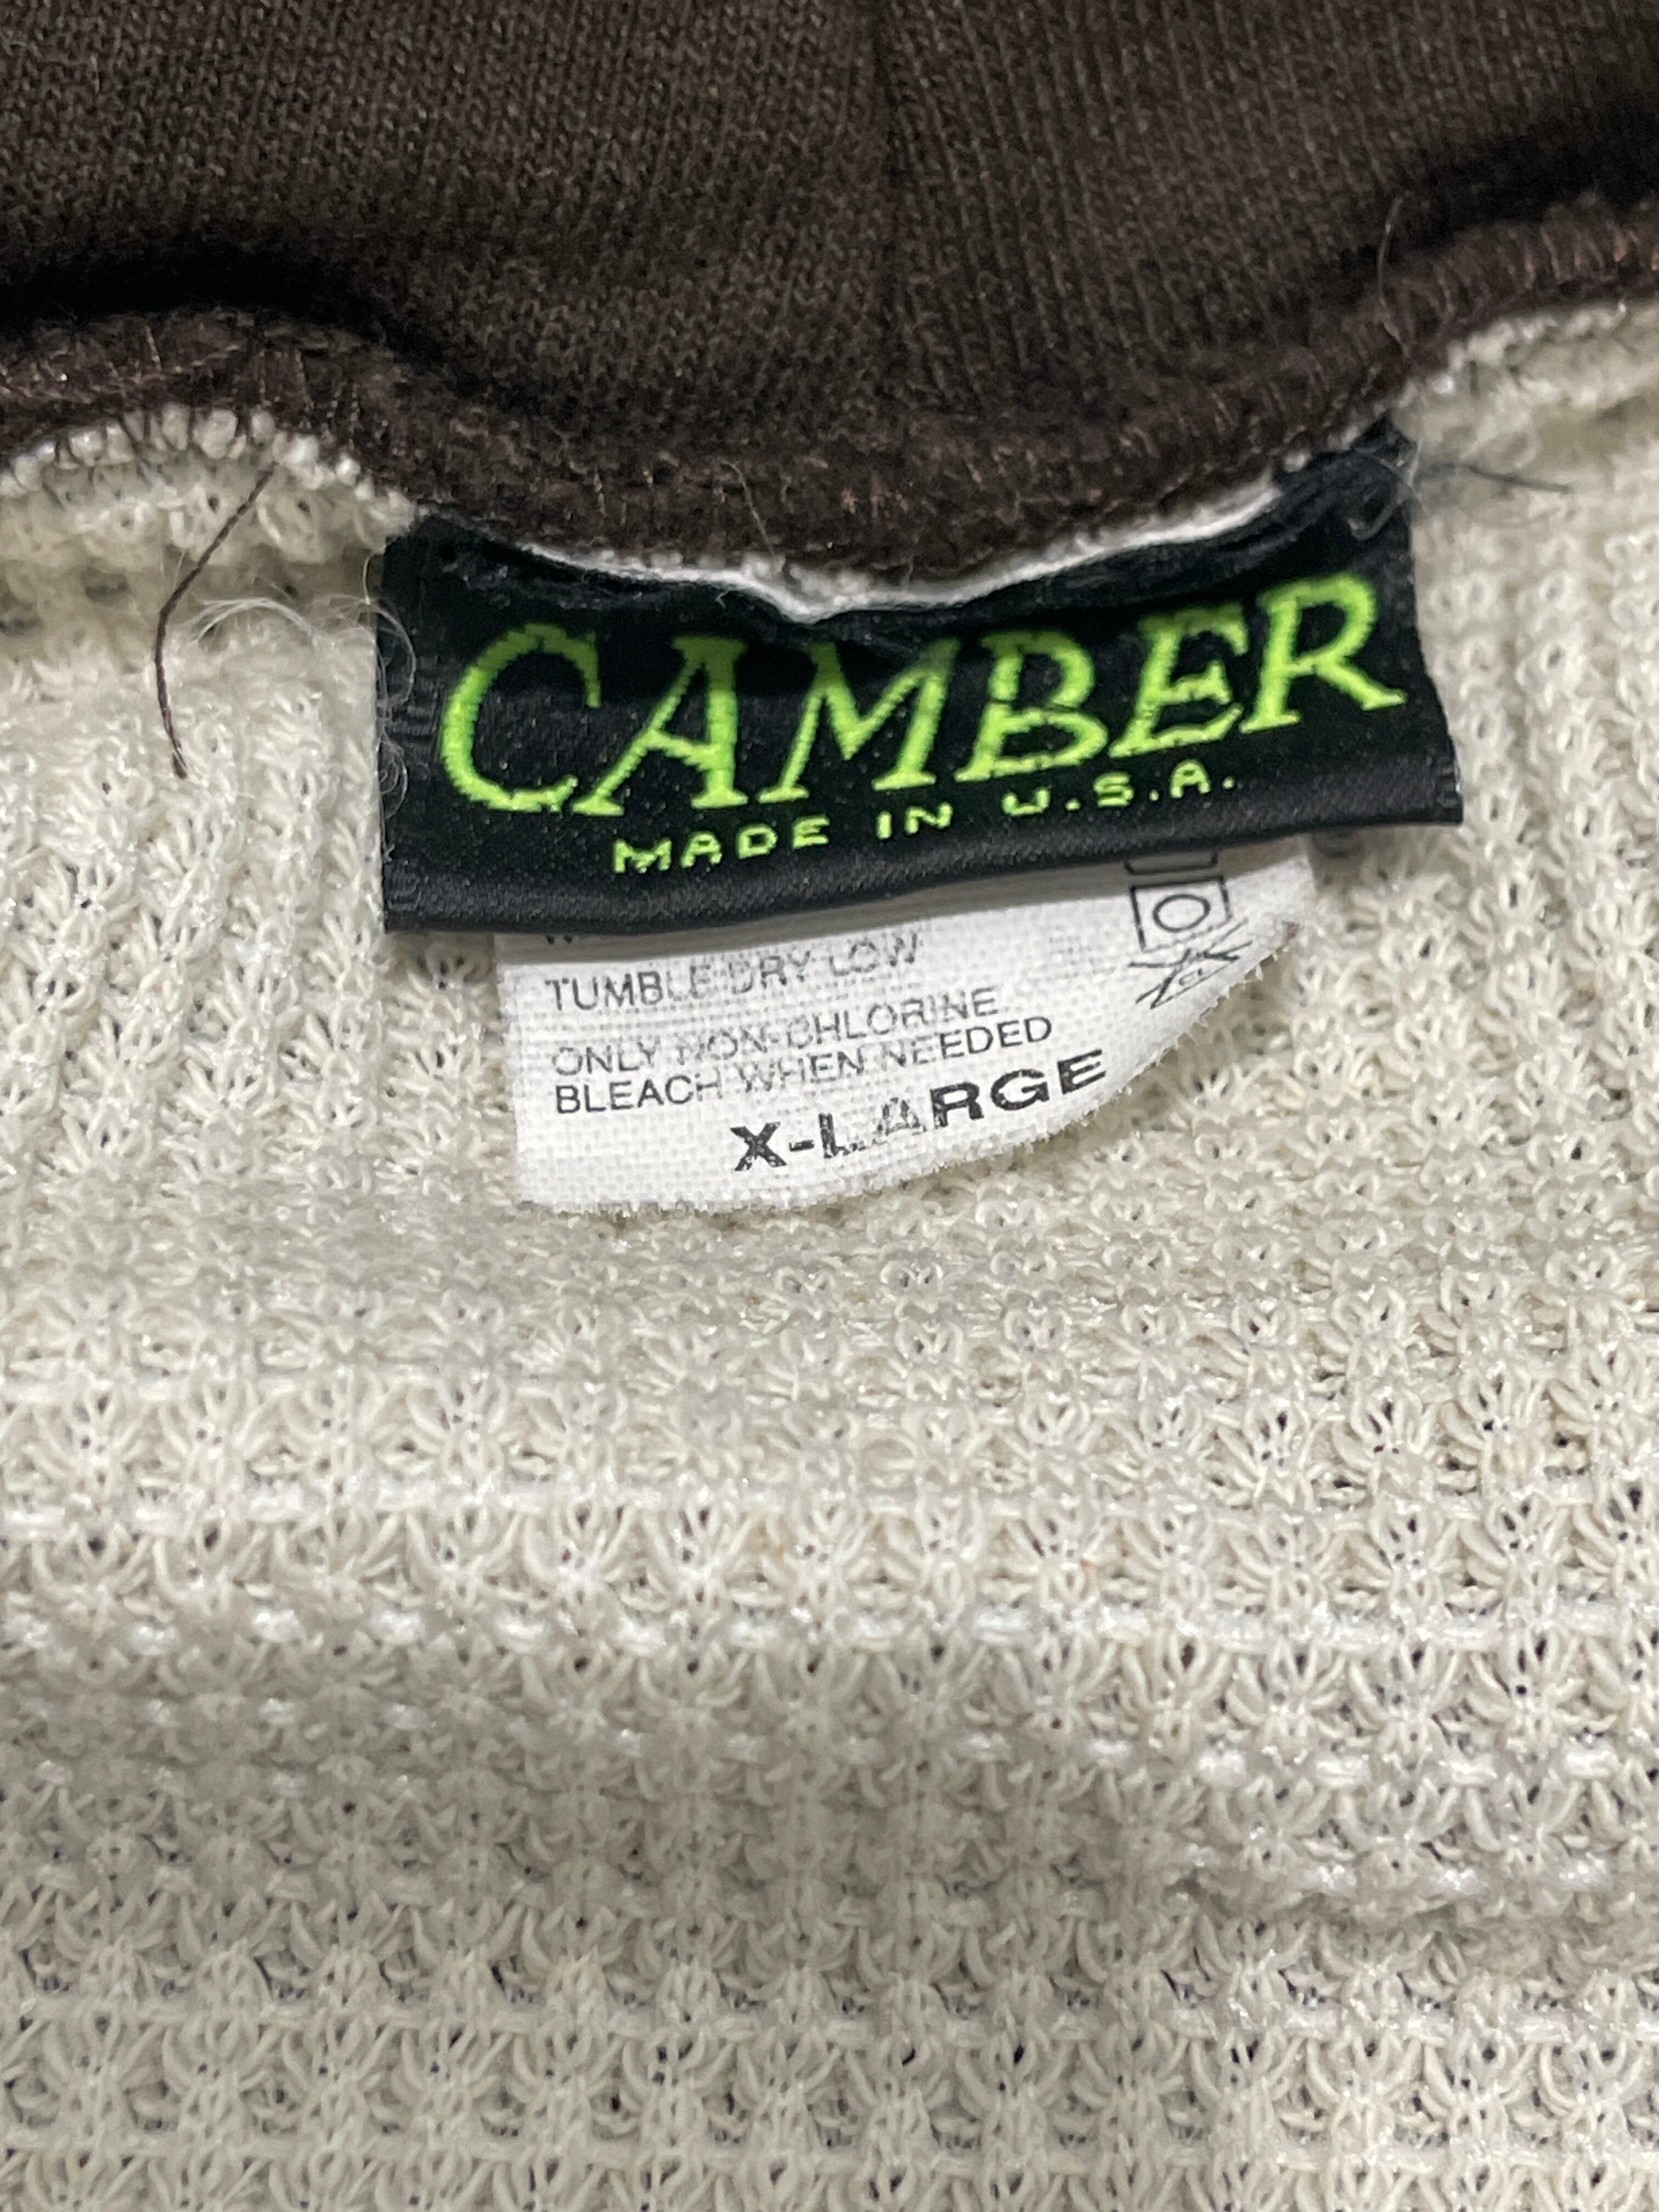 CAMBER
MADE IN U.S.A.
TUMBLE DRY LOW
ONLY NON-CHLORINE
BLEACH WHEN NEEDED
X-LARGE